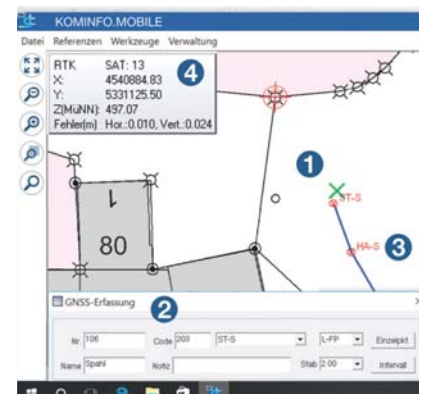 KOMINFO.MOBILE
Datei Referenzen Werkzeuge Verwaltung
RTK SAT: 13
X: 4540884.83
Y: 5331125.50
Z(MüNN): 497.07
Fehler(m) Hor.:0.010, Vert.:0.024
4
1
ST-S
HA-S
3
1
80
GNSS-Erfassung
2
Nr. 106 Code 203 ST-S L-FP Einzelpkt.
Name Spahl Notiz Stab 2.00 Intervall